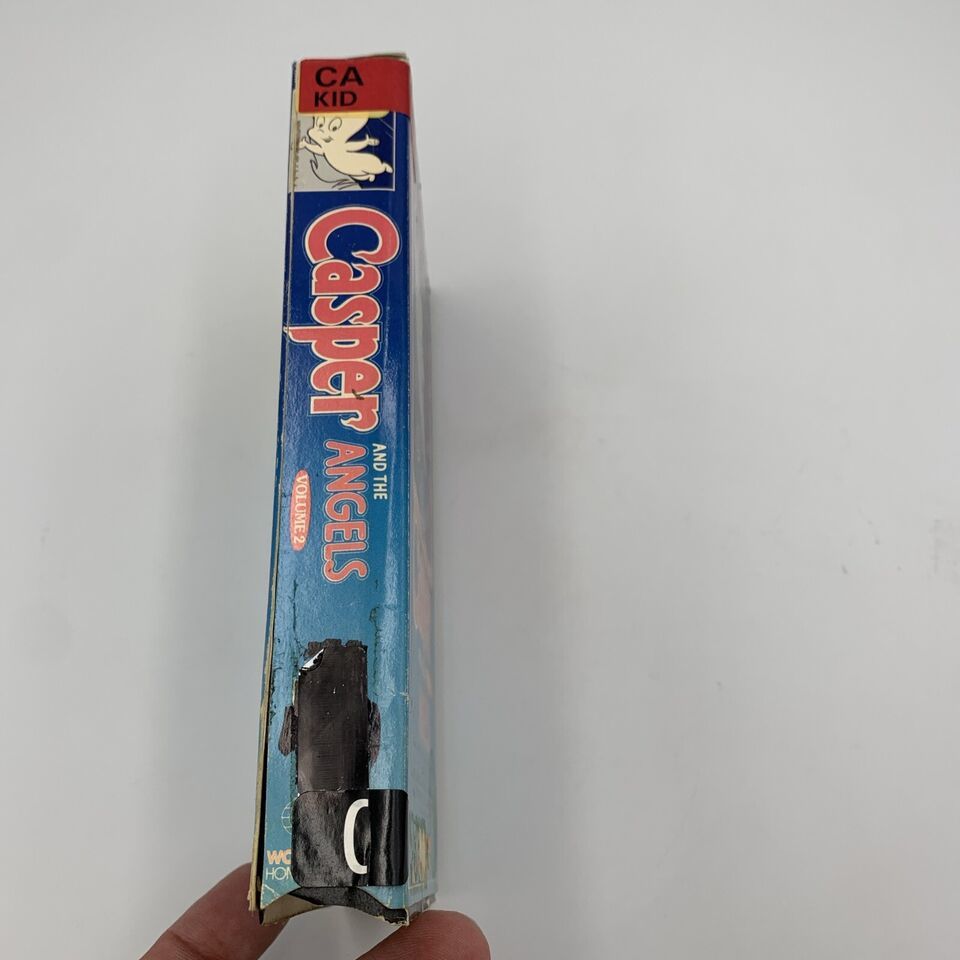 CA
KID
Casper
AND THE
ANGELS
VOLUME 2
C